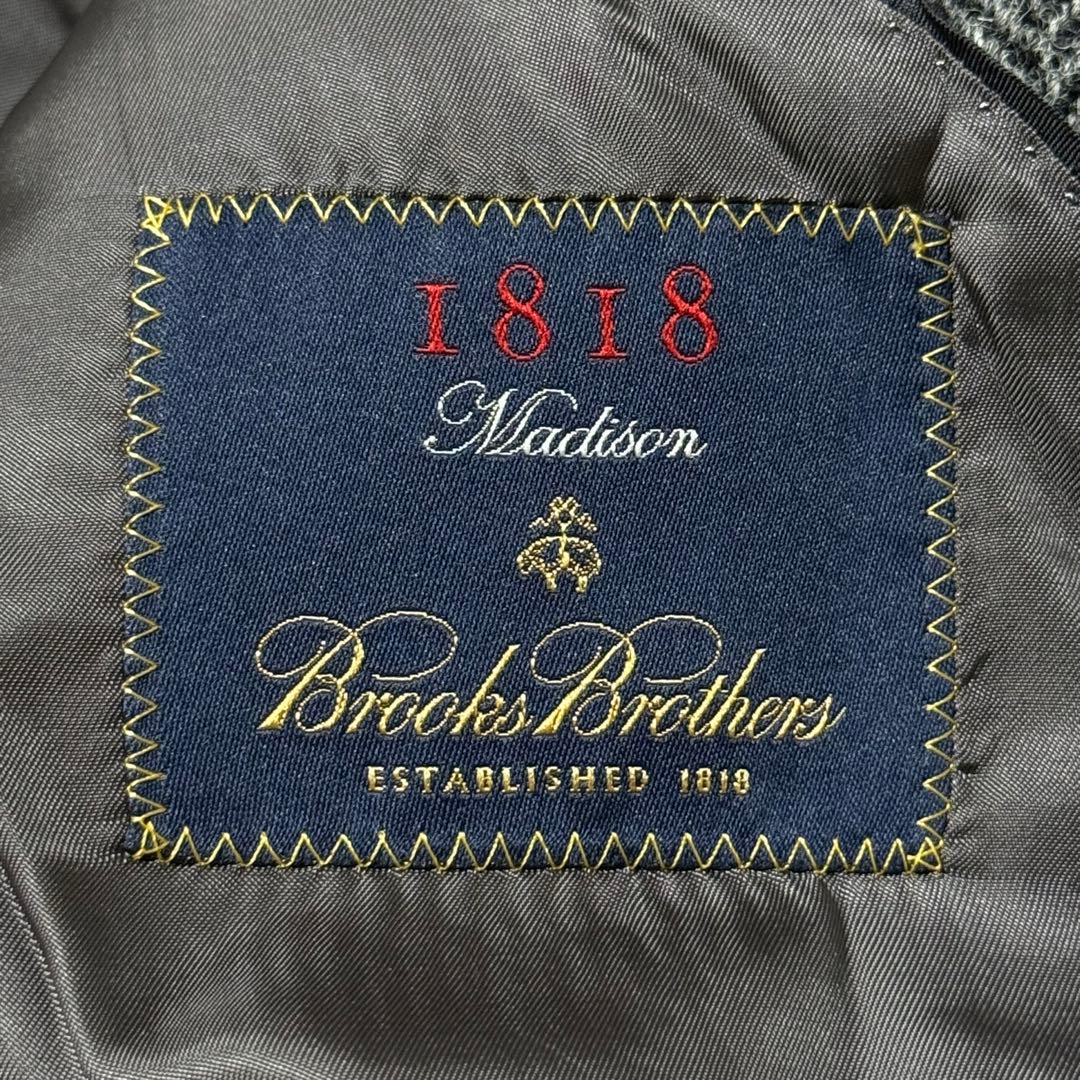 1818
Madison
Brooks Brothers
ESTABLISHED 1818